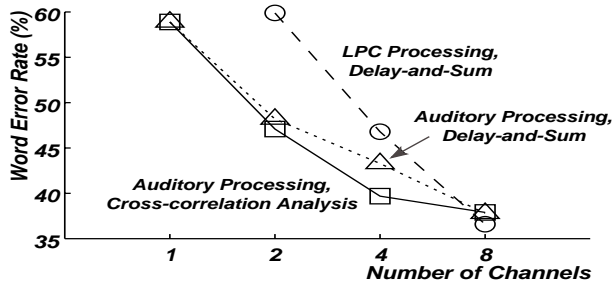 Word Error Rate (%)
60
55
50
45
40
35
LPC Processing,
Delay-and-Sum
Auditory Processing,
Delay-and-Sum
Auditory Processing,
Cross-correlation Analysis
1
2
4
8
Number of Channels